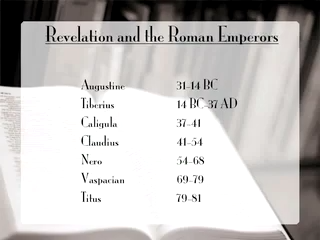 Revelation and the Roman Emperors
Augustine 31-14 BC
Tiberius 14 BC-37 AD
Caligula 37-41
Claudius 41-54
Nero 54-68
Vaspacian 69-79
Titus 79-81